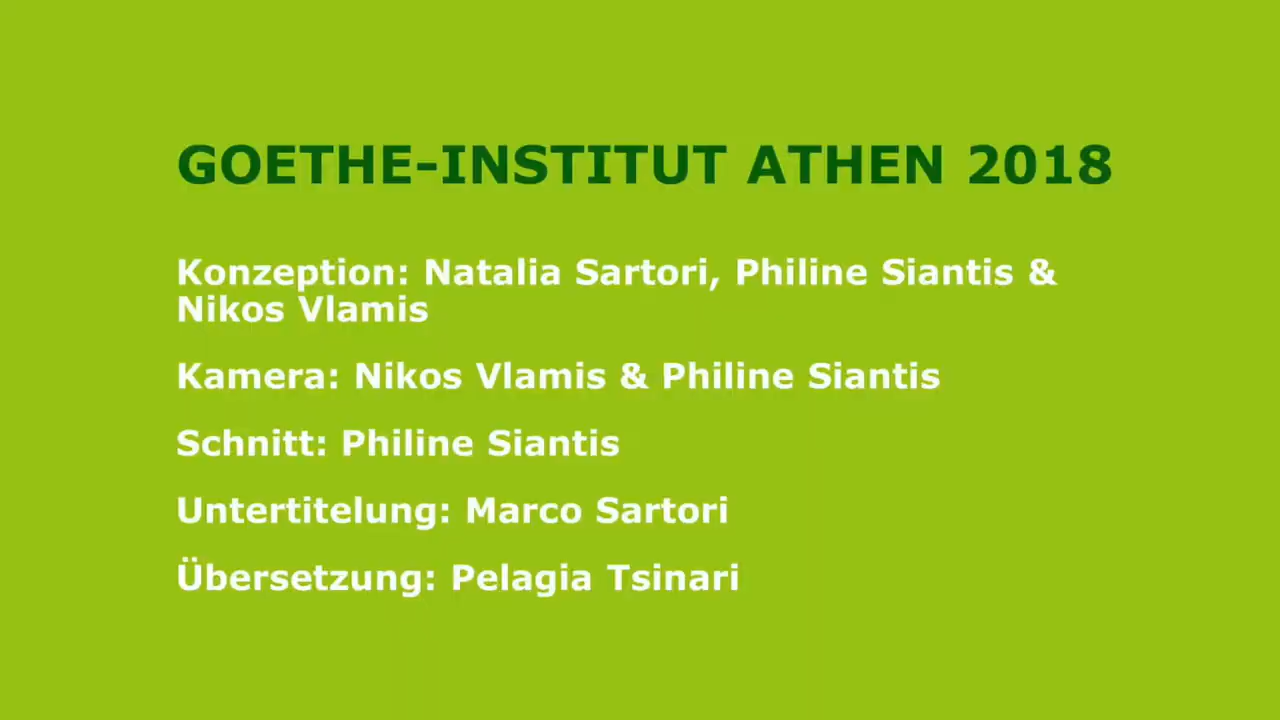 GOETHE-INSTITUT ATHEN 2018
Konzeption: Natalia Sartori, Philine Siantis &
Nikos Vlamis
Kamera: Nikos Vlamis & Philine Siantis
Schnitt: Philine Siantis
Untertitelung: Marco Sartori
Übersetzung: Pelagia Tsinari